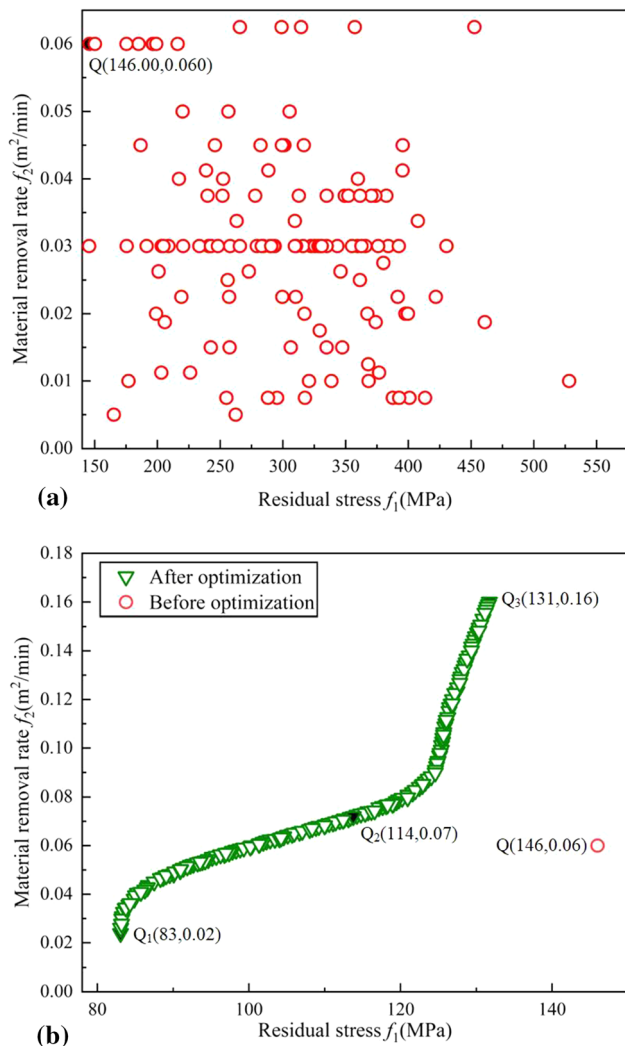 Material removal rate f₂(m²/min)
0.06
0.05
0.04
0.03
0.02
0.01
0.00
Q(146.00,0.060)
150 200 250 300 350 400 450 500 550
Residual stress f₁(MPa)
(a)
Material removal rate f₂(m²/min)
0.18
0.16
0.14
0.12
0.10
0.08
0.06
0.04
0.02
0.00
After optimization
Before optimization
Q₃(131,0.16)
Q₂(114,0.07)
Q(146,0.06)
Q₁(83,0.02)
80 100 120 140
Residual stress f₁(MPa)
(b)